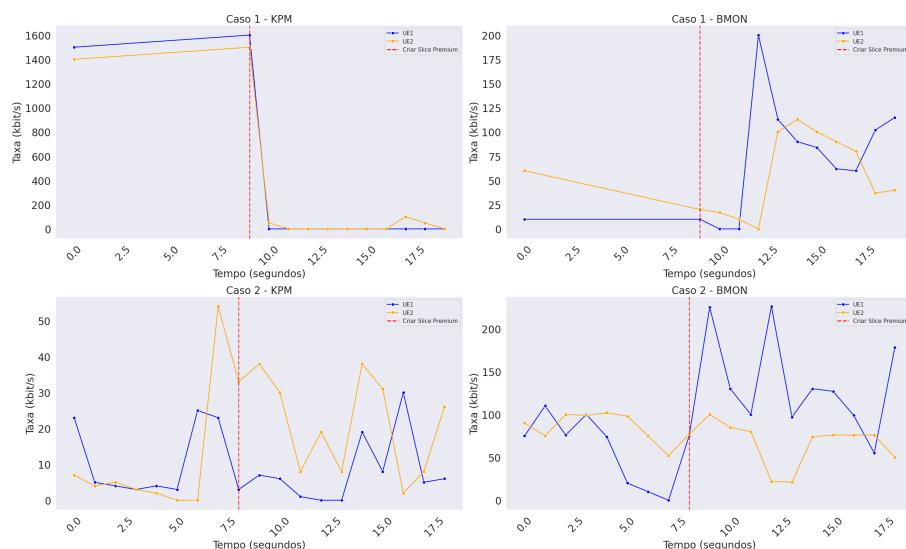 Caso 1 - KPM
1600
1400
1200
1000
800
600
400
200
0
Taxa (kbit/s)
0.0
2.5
5.0
7.5
10.0
12.5
15.0
17.5
Tempo (segundos)
UE1
UE2
Criar Slice Premium
Caso 1 - BMON
200
175
150
125
100
75
50
25
0
Taxa (kbit/s)
0.0
2.5
5.0
7.5
10.0
12.5
15.0
17.5
Tempo (segundos)
UE1
UE2
Criar Slice Premium
Caso 2 - KPM
50
40
30
20
10
0
Taxa (kbit/s)
0.0
2.5
5.0
7.5
10.0
12.5
15.0
17.5
Tempo (segundos)
UE1
UE2
Criar Slice Premium
Caso 2 - BMON
200
150
100
50
0
Taxa (kbit/s)
0.0
2.5
5.0
7.5
10.0
12.5
15.0
17.5
Tempo (segundos)
UE1
UE2
Criar Slice Premium